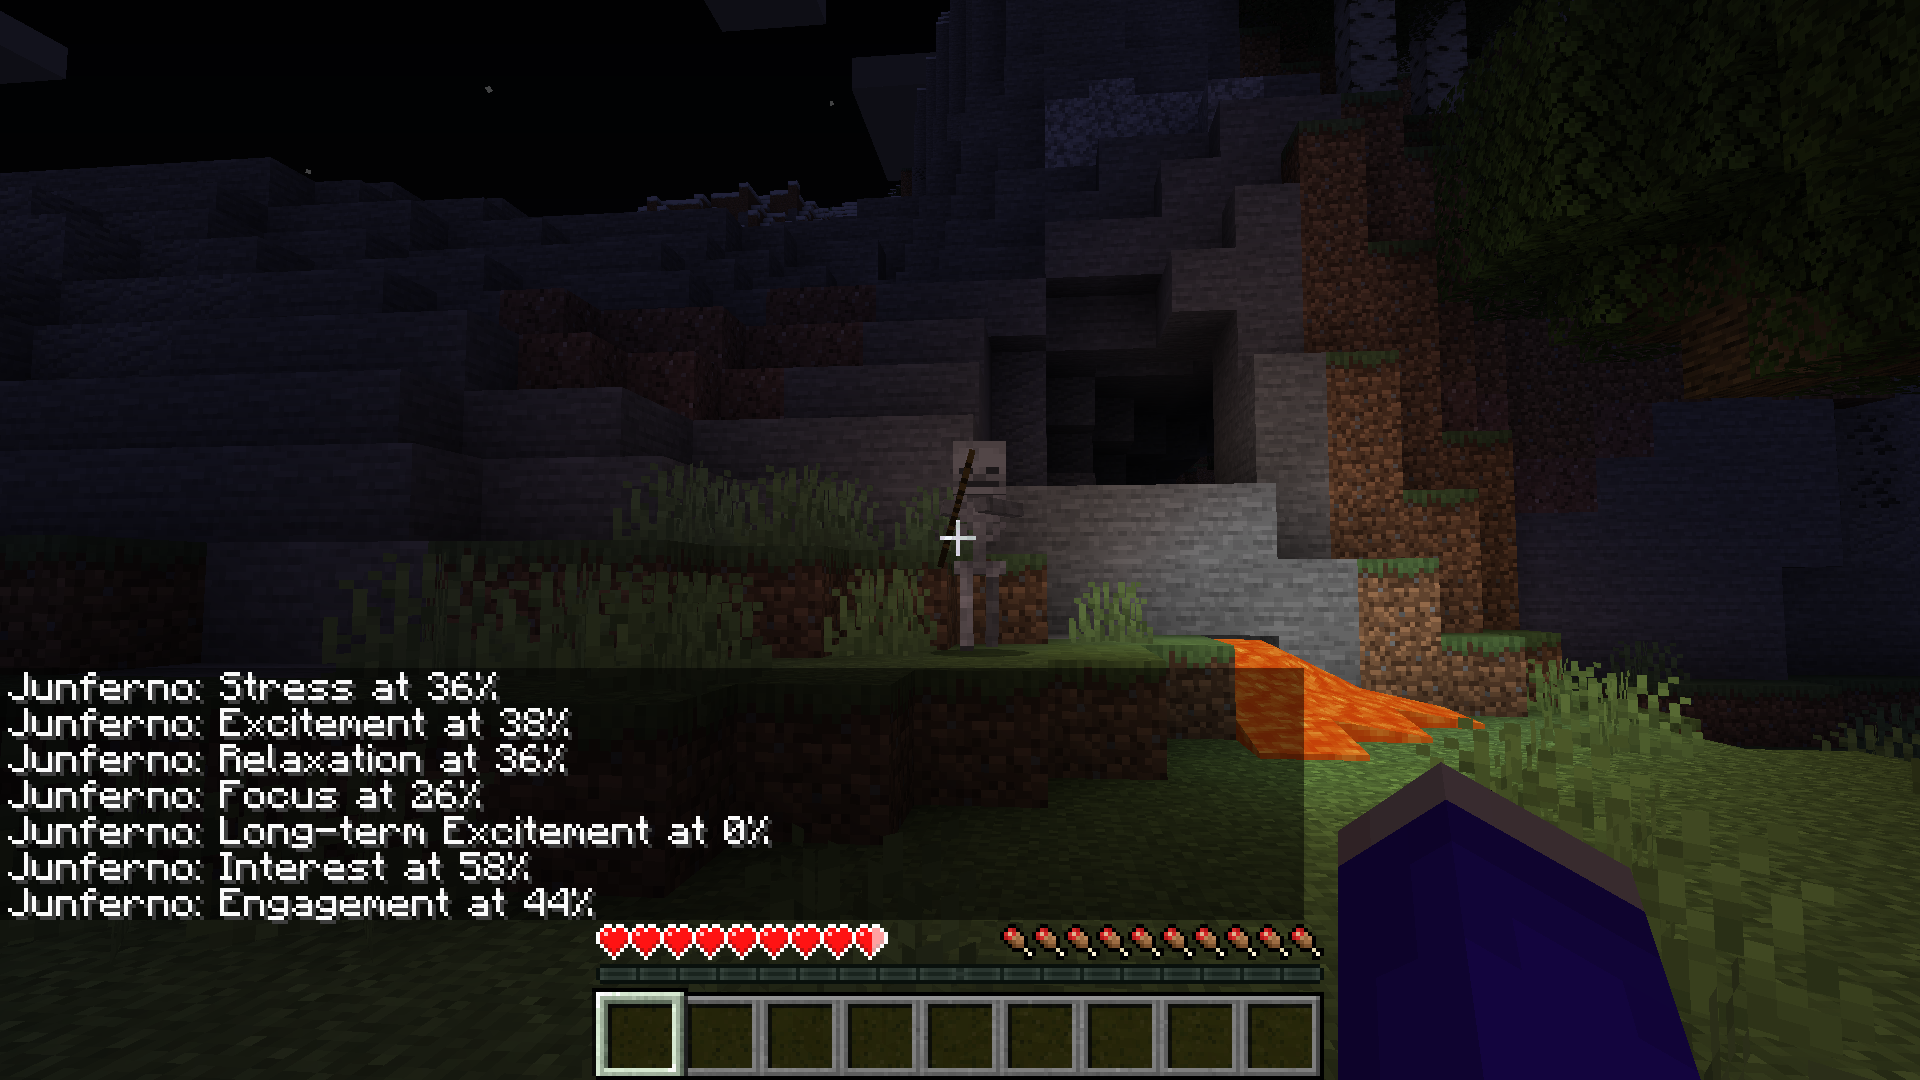 Junferno: Stress at 36%
Junferno: Excitement at 38%
Junferno: Relaxation at 36%
Junferno: Focus at 26%
Junferno: Long-term Excitement at 0%
Junferno: Interest at 58%
Junferno: Engagement at 44%